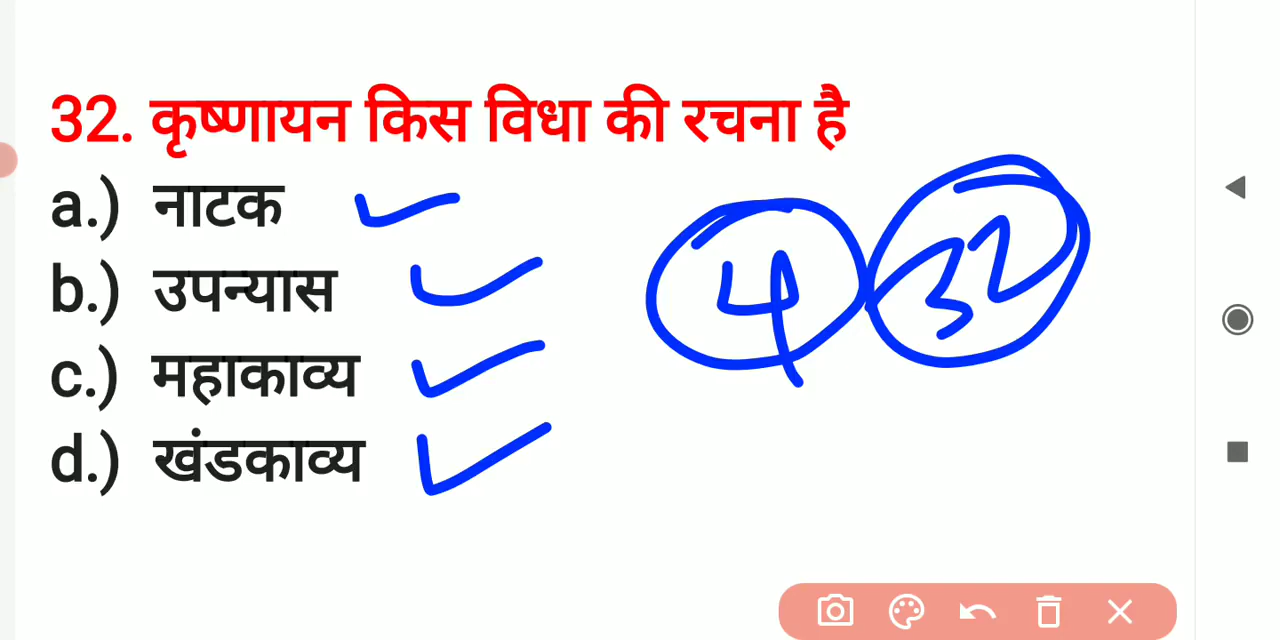 32. कृष्णायन किस विधा की रचना है
a.) नाटक
b.) उपन्यास
c.) महाकाव्य
d.) खंडकाव्य
4 32